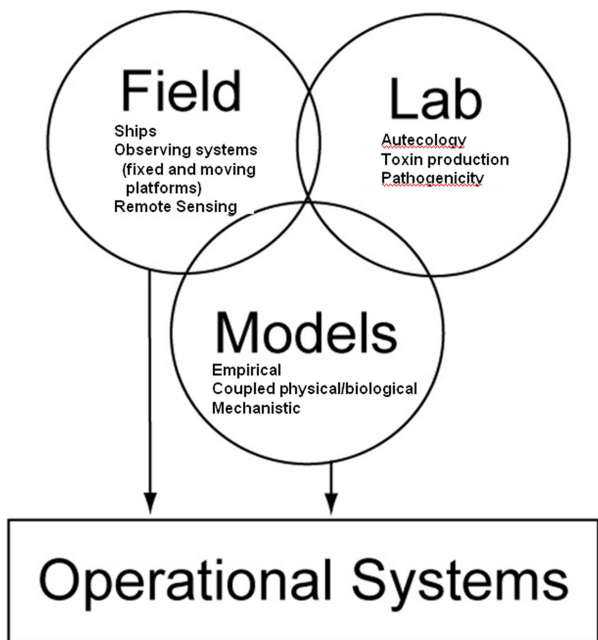 Field
Ships
Observing systems
(fixed and moving
platforms)
Remote Sensing
Lab
Autecology
Toxin production
Pathogenicity
Models
Empirical
Coupled physical/biological
Mechanistic
Operational Systems